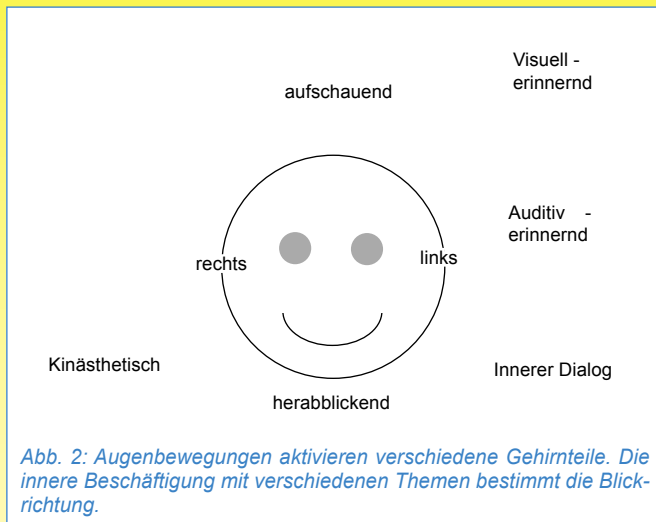 Visuell -
erinnernd
aufschauend
Auditiv -
erinnernd
rechts
links
Kinästhetisch
Innerer Dialog
herabblickend
Abb. 2: Augenbewegungen aktivieren verschiedene Gehirnteile. Die
innere Beschäftigung mit verschiedenen Themen bestimmt die Blick-
richtung.